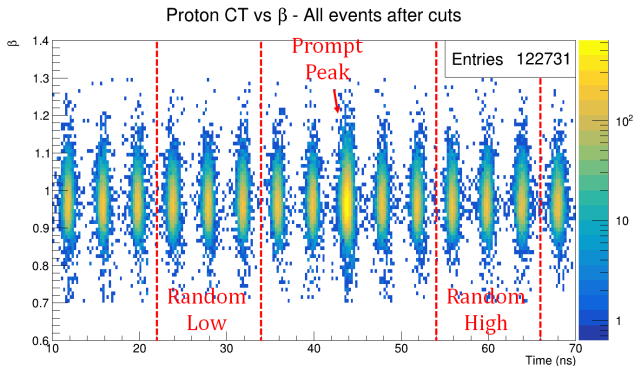 Proton CT vs β - All events after cuts
β
1.4
1.3
1.2
1.1
1
0.9
0.8
0.7
0.6
10
20
30
40
50
60
70
Time (ns)
Entries 122731
Prompt
Peak
Random
Low
Random
High
10²
10
1